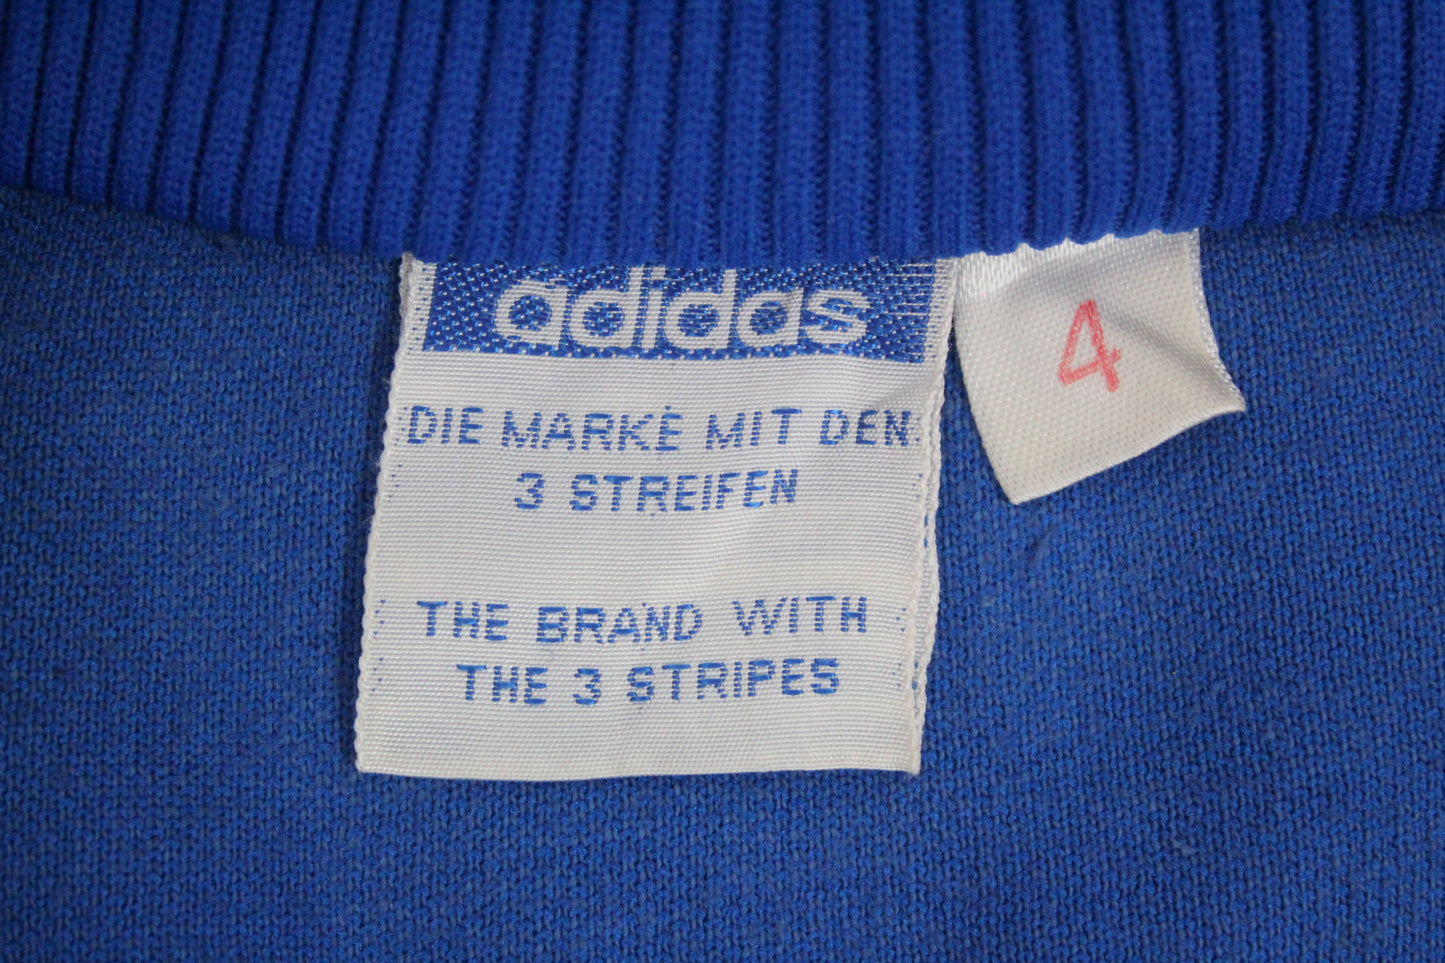 adidas
DIE MARKE MIT DEN
3 STREIFEN
THE BRAND WITH
THE 3 STRIPES
4